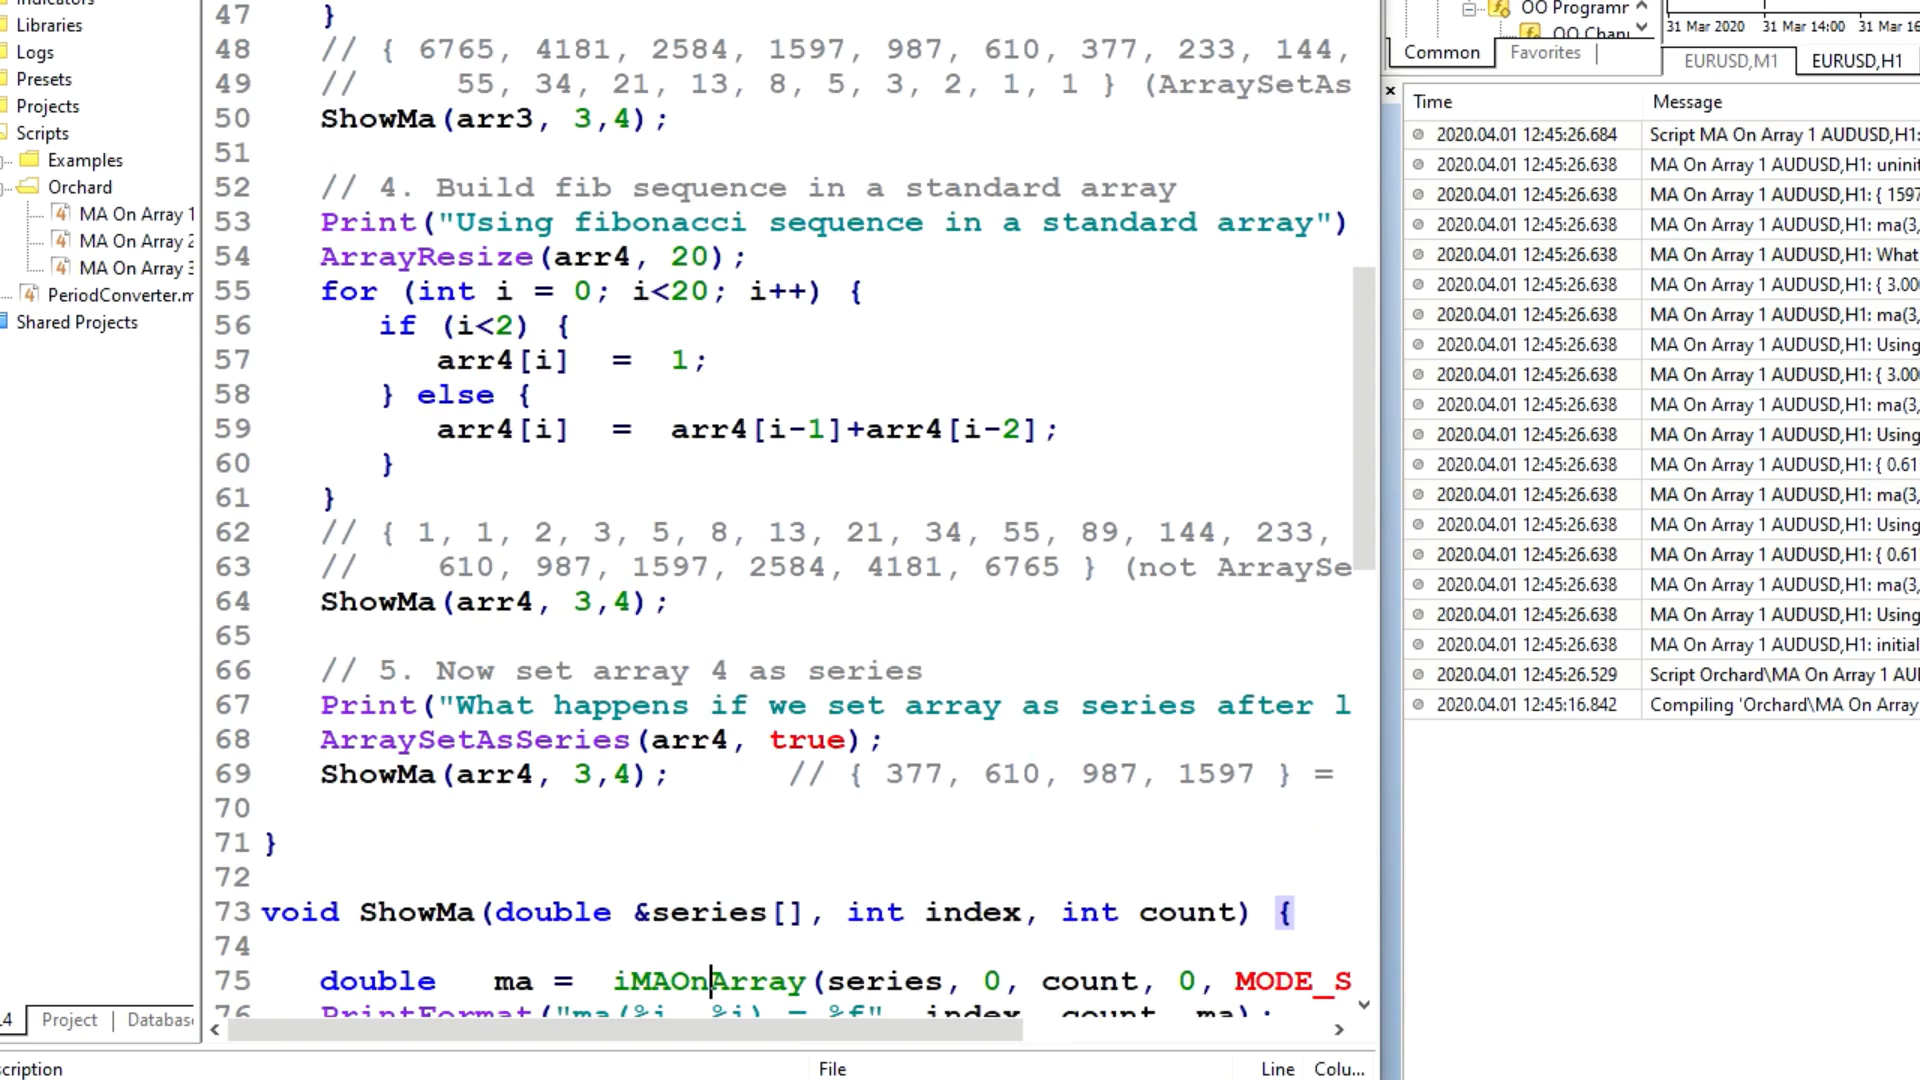 Indicators
Libraries
Logs
Presets
Projects
Scripts
Examples
Orchard
MA On Array 1
MA On Array 2
MA On Array 3
PeriodConverter.m
Shared Projects
Project | Databas
47 }
48 // { 6765, 4181, 2584, 1597, 987, 610, 377, 233, 144,
49 // 55, 34, 21, 13, 8, 5, 3, 2, 1, 1 } (ArraySetAs
50 ShowMa(arr3, 3,4);
51
52 // 4. Build fib sequence in a standard array
53 Print("Using fibonacci sequence in a standard array")
54 ArrayResize(arr4, 20);
55 for (int i = 0; i<20; i++) {
56 if (i<2) {
57 arr4[i] = 1;
58 } else {
59 arr4[i] = arr4[i-1]+arr4[i-2];
60 }
61 }
62 // { 1, 1, 2, 3, 5, 8, 13, 21, 34, 55, 89, 144, 233,
63 // 610, 987, 1597, 2584, 4181, 6765 } (not ArraySe
64 ShowMa(arr4, 3,4);
65
66 // 5. Now set array 4 as series
67 Print("What happens if we set array as series after l
68 ArraySetAsSeries(arr4, true);
69 ShowMa(arr4, 3,4); // { 377, 610, 987, 1597 } =
70
71 }
72
73 void ShowMa(double &series[], int index, int count) {
74
75 double ma = iMAOnArray(series, 0, count, 0, MODE_S
76 PrintFormat("ma(%i, %i) = %f", index, count, ma);
scription File Line Colu...
OO Programr
OO Chan
Common Favorites |
31 Mar 2020 31 Mar 14:00 31 Mar 16
EURUSD,M1 EURUSD,H1
Time Message
2020.04.01 12:45:26.684 Script MA On Array 1 AUDUSD,H1:
2020.04.01 12:45:26.638 MA On Array 1 AUDUSD,H1: uninit
2020.04.01 12:45:26.638 MA On Array 1 AUDUSD,H1: { 1597
2020.04.01 12:45:26.638 MA On Array 1 AUDUSD,H1: ma(3,
2020.04.01 12:45:26.638 MA On Array 1 AUDUSD,H1: What
2020.04.01 12:45:26.638 MA On Array 1 AUDUSD,H1: { 3.000
2020.04.01 12:45:26.638 MA On Array 1 AUDUSD,H1: ma(3,
2020.04.01 12:45:26.638 MA On Array 1 AUDUSD,H1: Using
2020.04.01 12:45:26.638 MA On Array 1 AUDUSD,H1: { 3.000
2020.04.01 12:45:26.638 MA On Array 1 AUDUSD,H1: ma(3,
2020.04.01 12:45:26.638 MA On Array 1 AUDUSD,H1: Using
2020.04.01 12:45:26.638 MA On Array 1 AUDUSD,H1: { 0.61
2020.04.01 12:45:26.638 MA On Array 1 AUDUSD,H1: ma(3,
2020.04.01 12:45:26.638 MA On Array 1 AUDUSD,H1: Using
2020.04.01 12:45:26.638 MA On Array 1 AUDUSD,H1: { 0.61
2020.04.01 12:45:26.638 MA On Array 1 AUDUSD,H1: ma(3,
2020.04.01 12:45:26.638 MA On Array 1 AUDUSD,H1: Using
2020.04.01 12:45:26.638 MA On Array 1 AUDUSD,H1: initial
2020.04.01 12:45:26.529 Script Orchard\MA On Array 1 AU
2020.04.01 12:45:16.842 Compiling 'Orchard\MA On Array